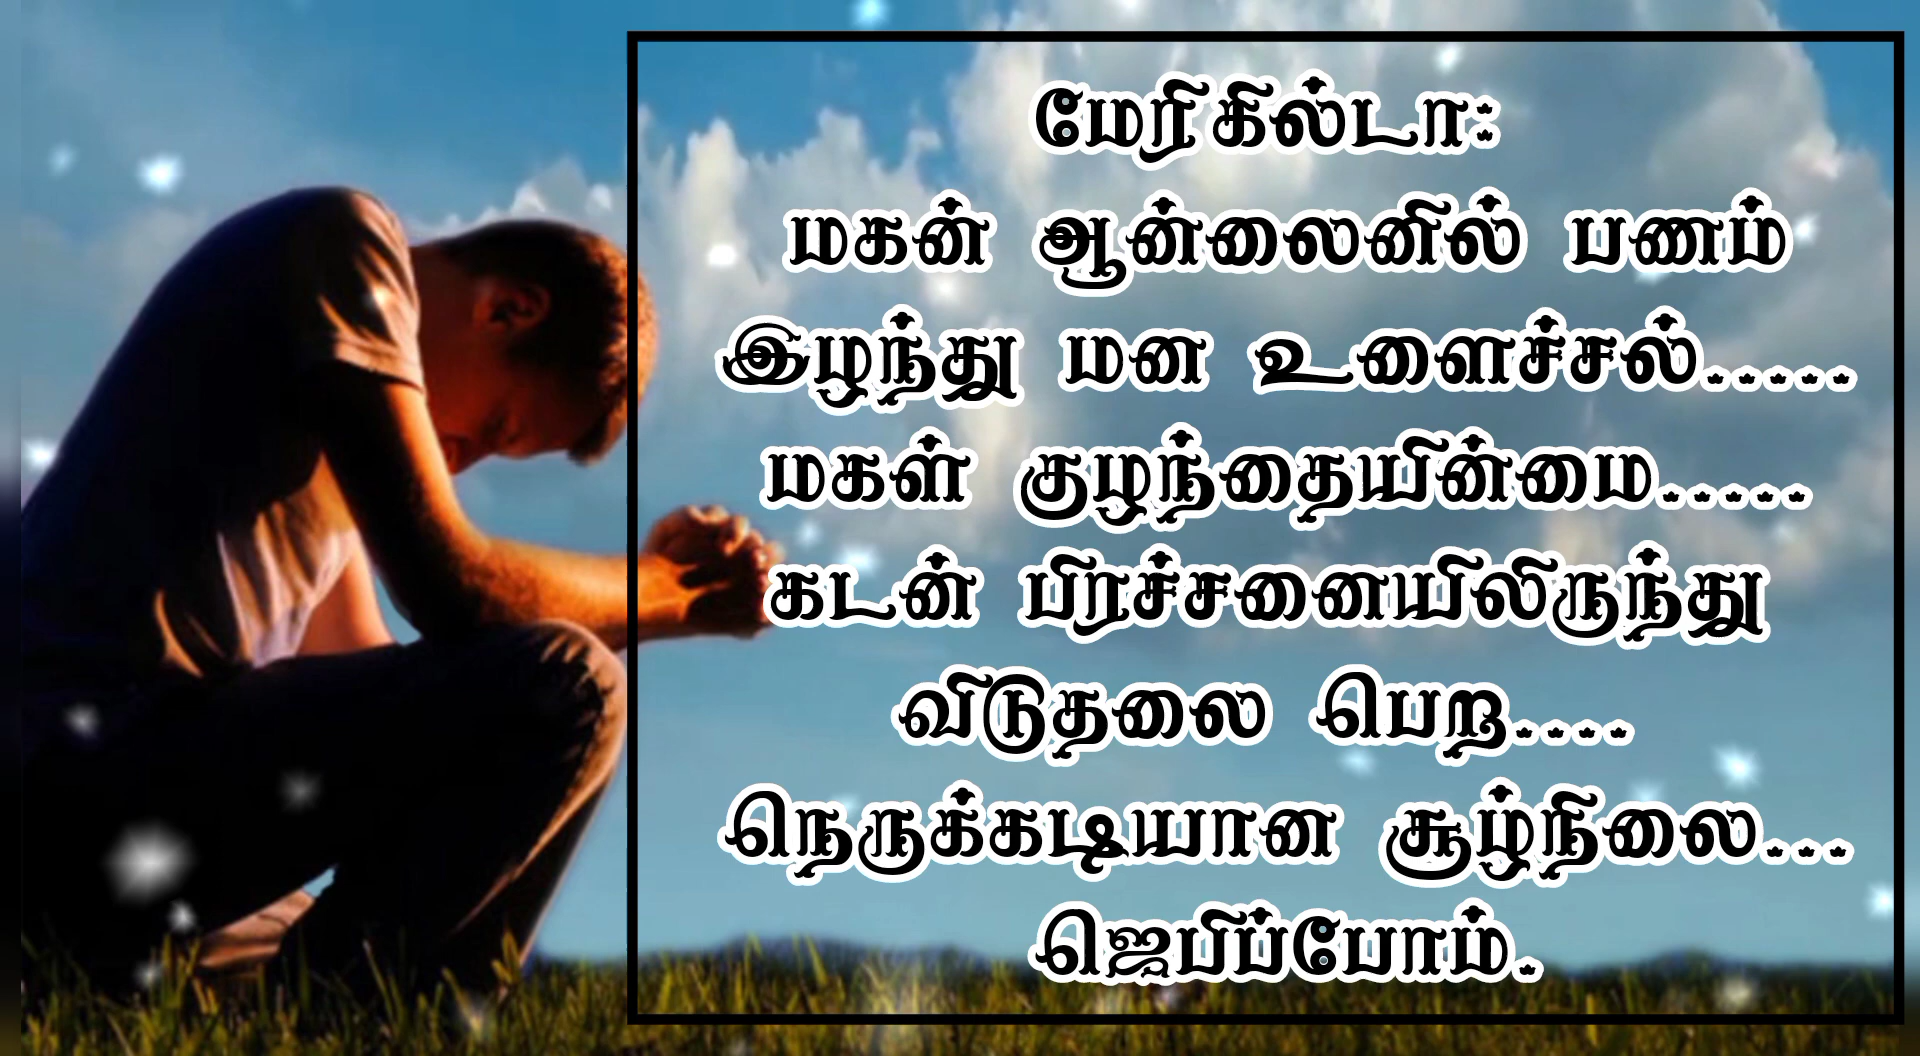 மேரிகில்டா:
மகன் ஆன்லைனில் பணம்
இழந்து மன உளைச்சல்.....
மகள் குழந்தையின்மை.....
கடன் பிரச்சனையிலிருந்து
விடுதலை பெற....
நெருக்கடியான சூழ்நிலை...
ஜெபிப்போம்.